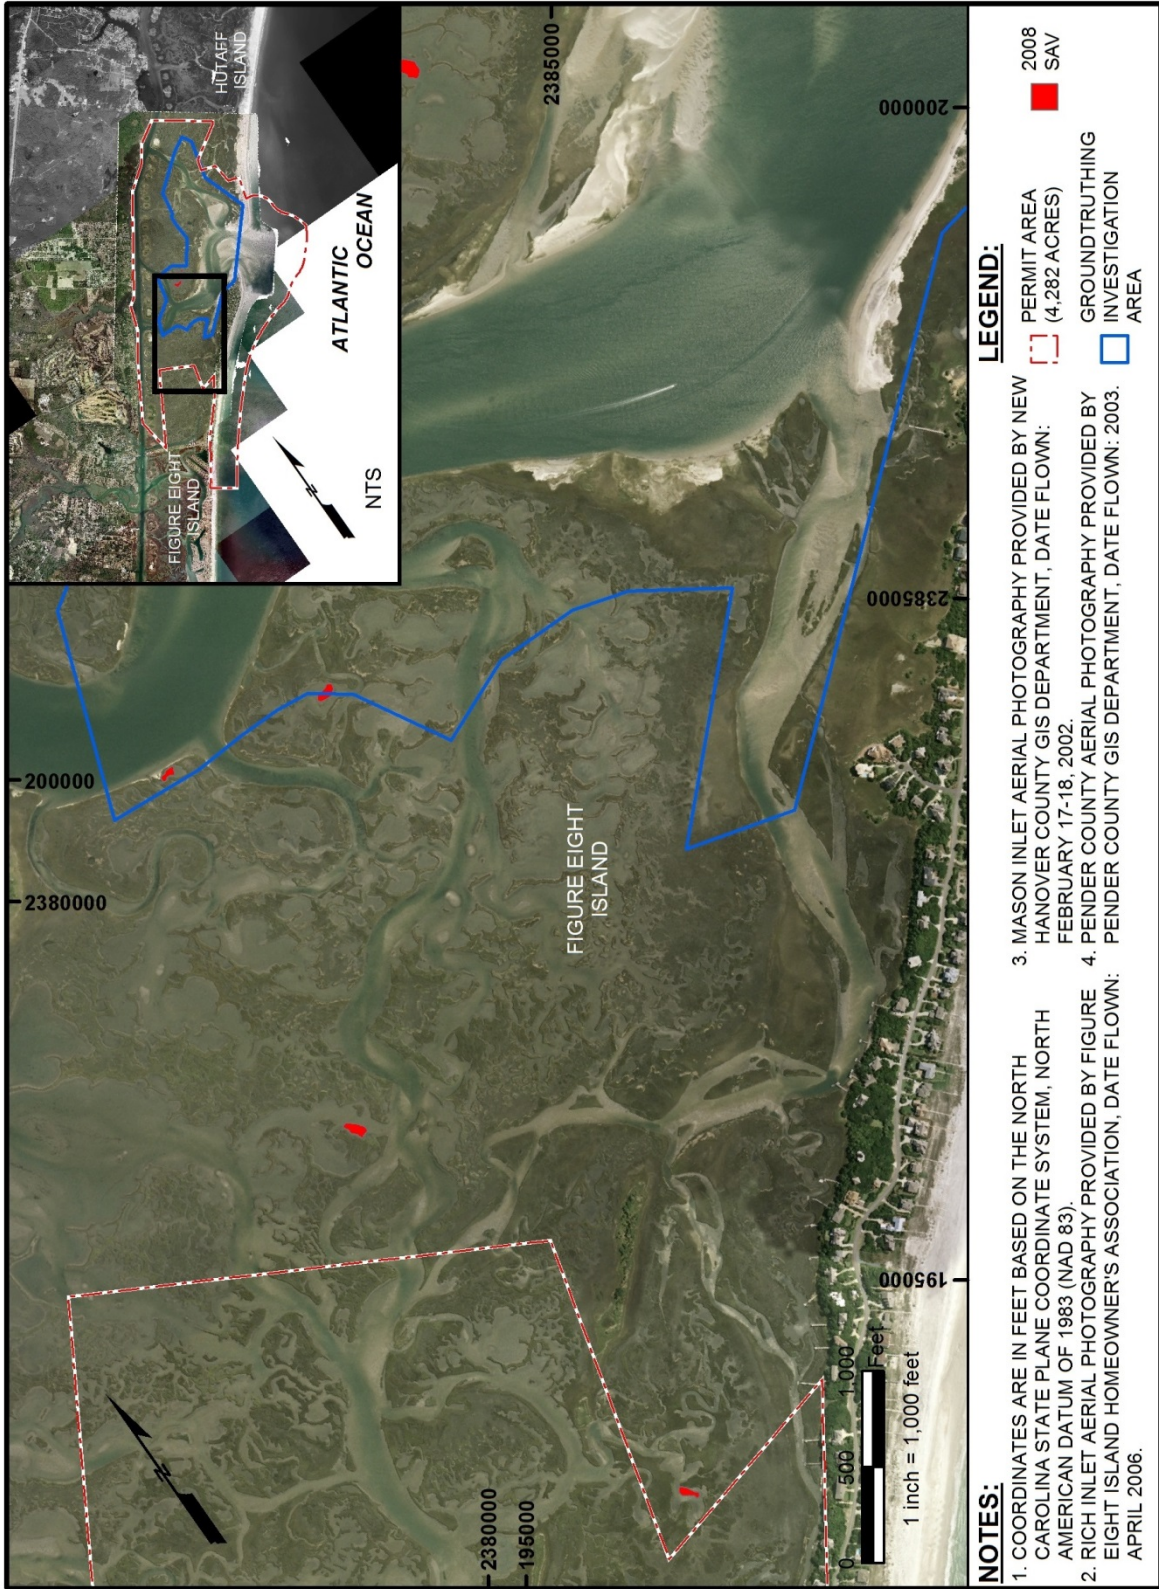 HUTAFF
ISLAND
ATLANTIC
OCEAN
FIGURE EIGHT
ISLAND
N
NTS
2385000
200000
200000
2380000
2385000
FIGURE EIGHT
ISLAND
N
2380000
195000
195000
0 500 1,000
Feet
1 inch = 1,000 feet
NOTES:
1. COORDINATES ARE IN FEET BASED ON THE NORTH
CAROLINA STATE PLANE COORDINATE SYSTEM, NORTH
AMERICAN DATUM OF 1983 (NAD 83).
2. RICH INLET AERIAL PHOTOGRAPHY PROVIDED BY FIGURE
EIGHT ISLAND HOMEOWNER'S ASSOCIATION, DATE FLOWN:
APRIL 2006.
3. MASON INLET AERIAL PHOTOGRAPHY PROVIDED BY NEW
HANOVER COUNTY GIS DEPARTMENT, DATE FLOWN:
FEBRUARY 17-18, 2002.
4. PENDER COUNTY AERIAL PHOTOGRAPHY PROVIDED BY
PENDER COUNTY GIS DEPARTMENT, DATE FLOWN: 2003.
LEGEND:
PERMIT AREA
(4,282 ACRES)
GROUNDTRUTHING
INVESTIGATION
AREA
2008
SAV